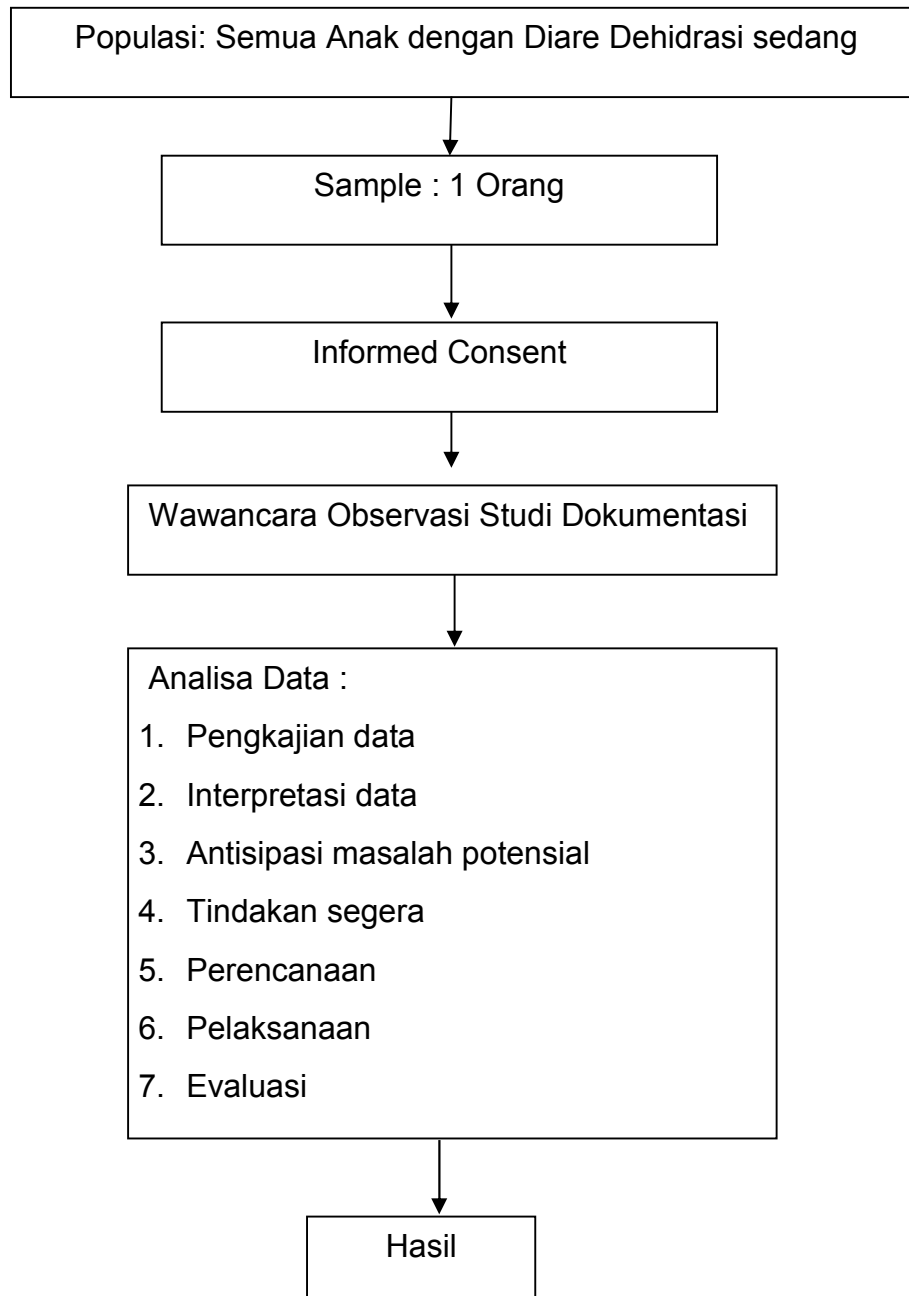 Populasi: Semua Anak dengan Diare Dehidrasi sedang
Sample : 1 Orang
Informed Consent
Wawancara Observasi Studi Dokumentasi
Analisa Data :
1. Pengkajian data
2. Interpretasi data
3. Antisipasi masalah potensial
4. Tindakan segera
5. Perencanaan
6. Pelaksanaan
7. Evaluasi
Hasil